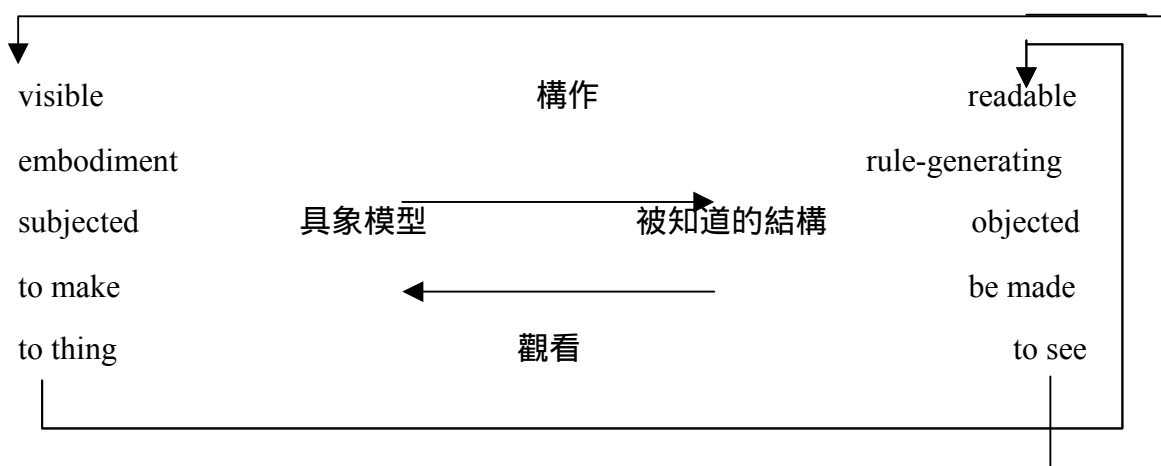 visible 構作 readable
embodiment rule-generating
subjected 具象模型 被知道的結構 objected
to make be made
to thing 觀看 to see